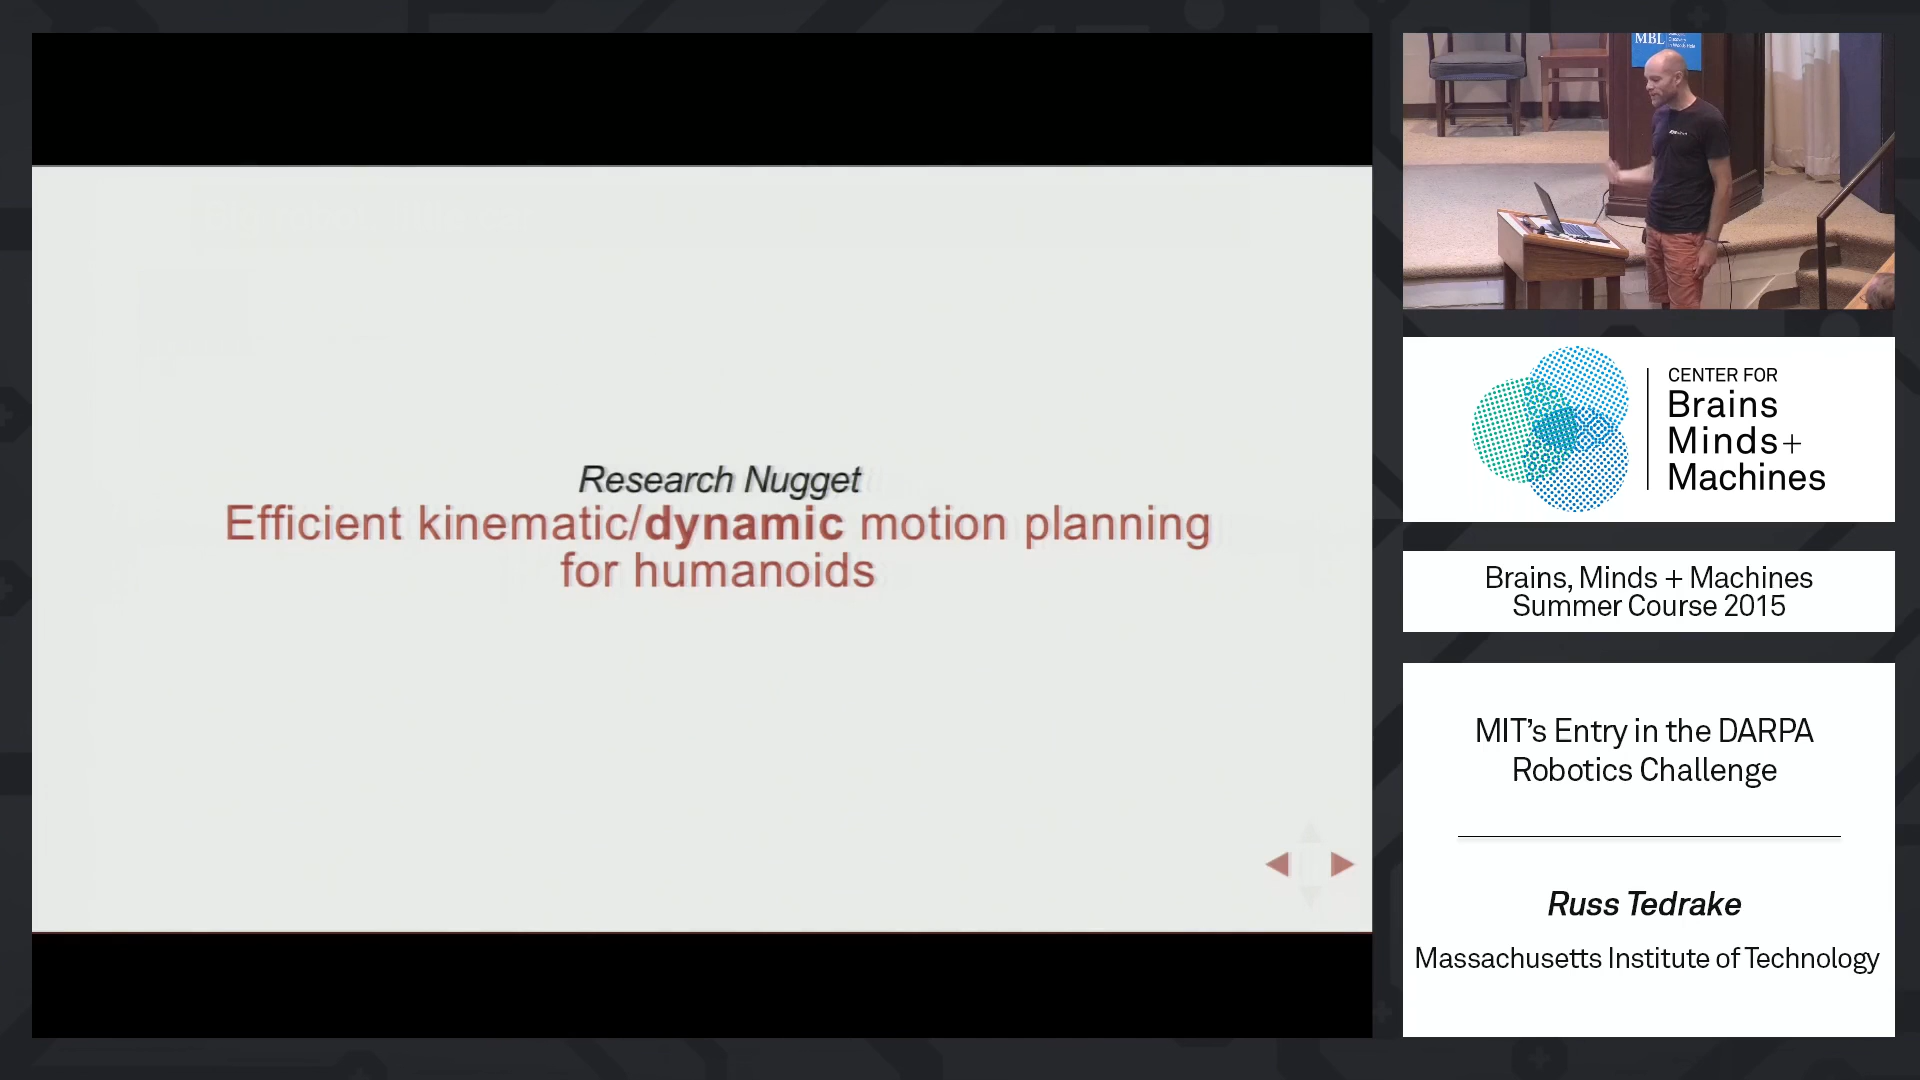 Research Nugget
Efficient kinematic/dynamic motion planning
for humanoids
MBL
CENTER FOR
Brains
Minds+
Machines
Brains, Minds + Machines
Summer Course 2015
MIT’s Entry in the DARPA
Robotics Challenge
Russ Tedrake
Massachusetts Institute of Technology